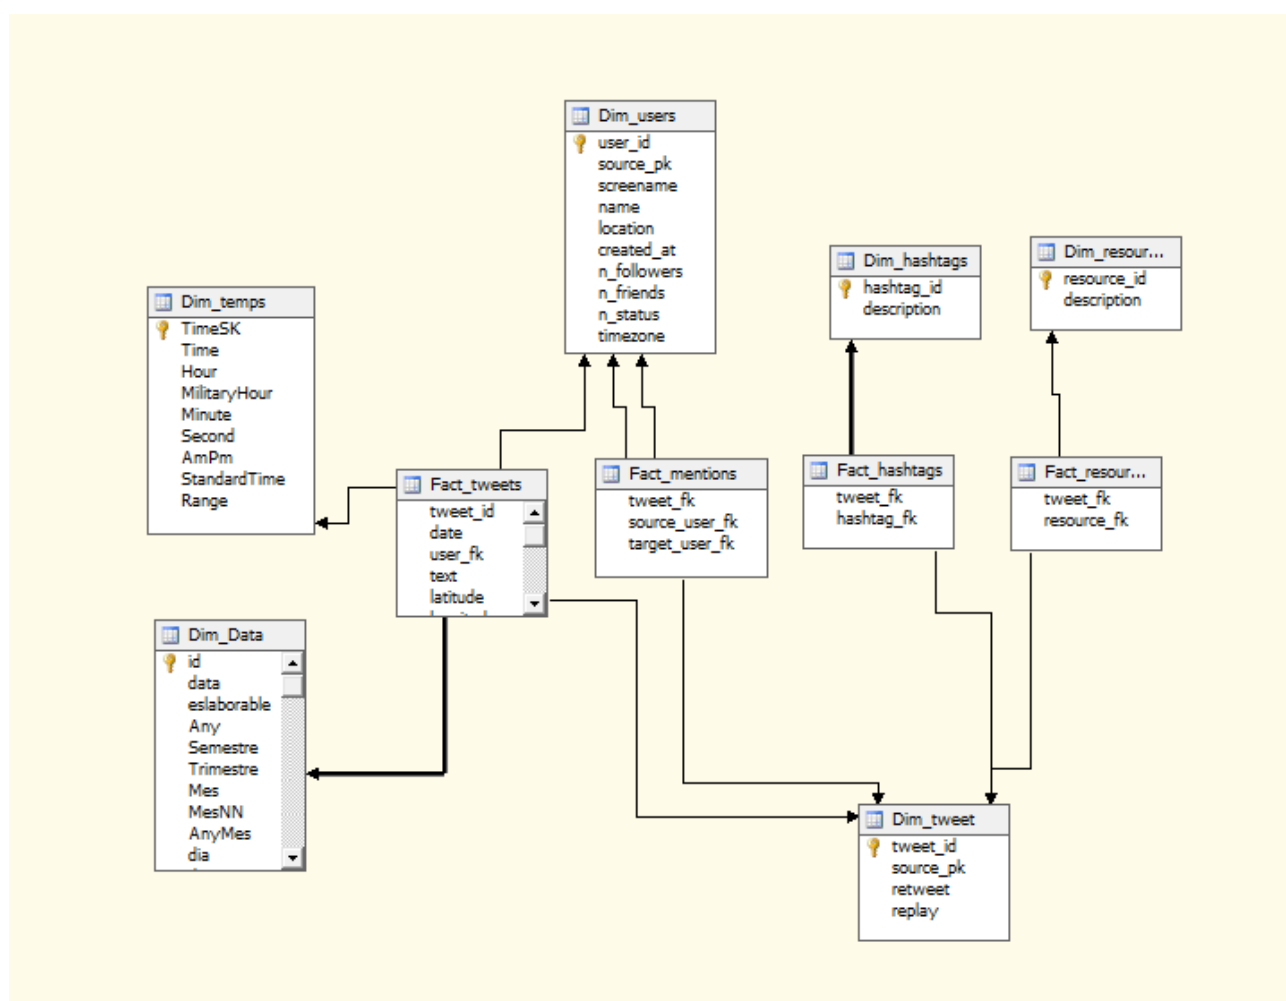 Dim_users
user_id
source_pk
screename
name
location
created_at
n_followers
n_friends
n_status
timezone
Dim_hashtags
hashtag_id
description
Dim_resour...
resource_id
description
Dim_temps
TimeSK
Time
Hour
MilitaryHour
Minute
Second
AmPm
StandardTime
Range
Fact_tweets
tweet_id
date
user_fk
text
latitude
Fact_mentions
tweet_fk
source_user_fk
target_user_fk
Fact_hashtags
tweet_fk
hashtag_fk
Fact_resour...
tweet_fk
resource_fk
Dim_Data
id
data
eslaborable
Any
Semestre
Trimestre
Mes
MesNN
AnyMes
dia
Dim_tweet
tweet_id
source_pk
retweet
replay